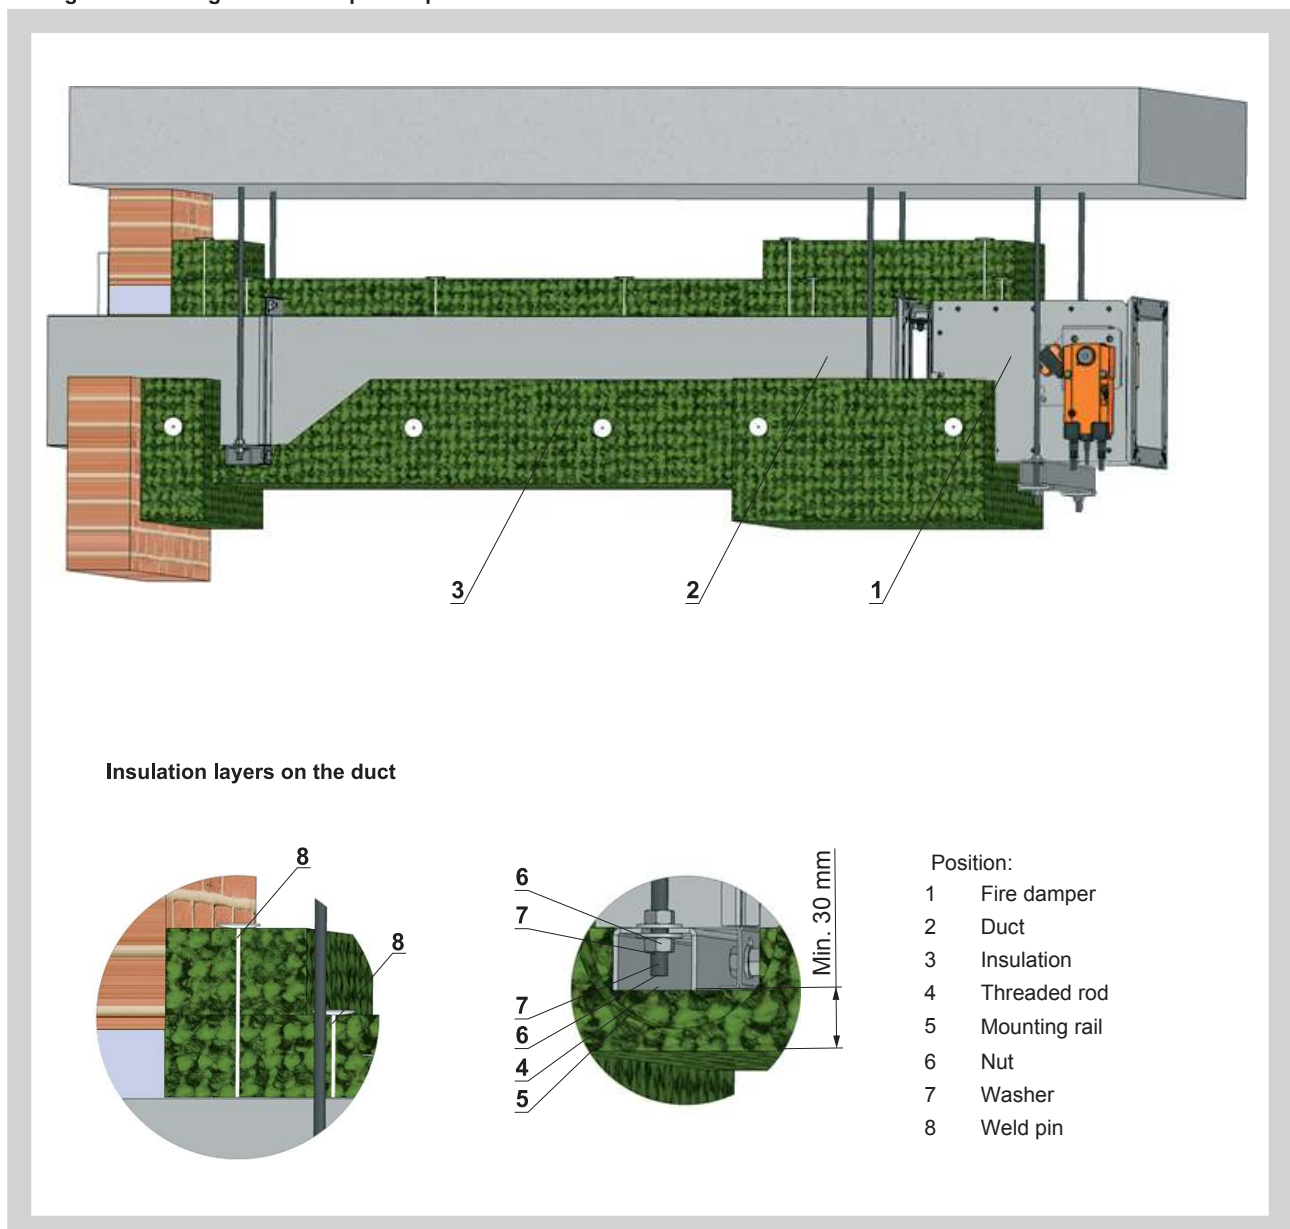 3
2
1
Insulation layers on the duct
8
8
6
7
7
6
4
5
Min. 30 mm
Position:
1 Fire damper
2 Duct
3 Insulation
4 Threaded rod
5 Mounting rail
6 Nut
7 Washer
8 Weld pin